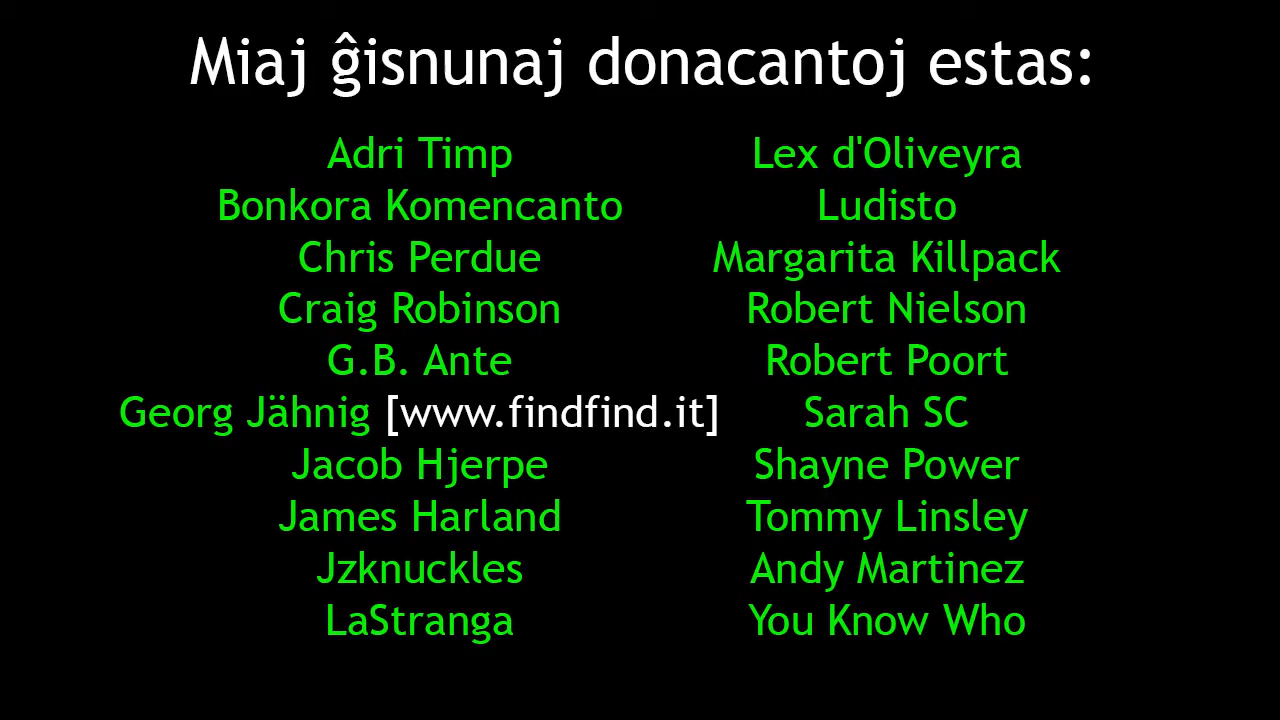 Miaj ĝisnunaj donacantoj estas:
Adri Timp
Bonkora Komencanto
Chris Perdue
Craig Robinson
G.B. Ante
Georg Jähnig [www.findfind.it]
Jacob Hjerpe
James Harland
Jzknuckles
LaStranga
Lex d'Oliveyra
Ludisto
Margarita Killpack
Robert Nielson
Robert Poort
Sarah SC
Shayne Power
Tommy Linsley
Andy Martinez
You Know Who